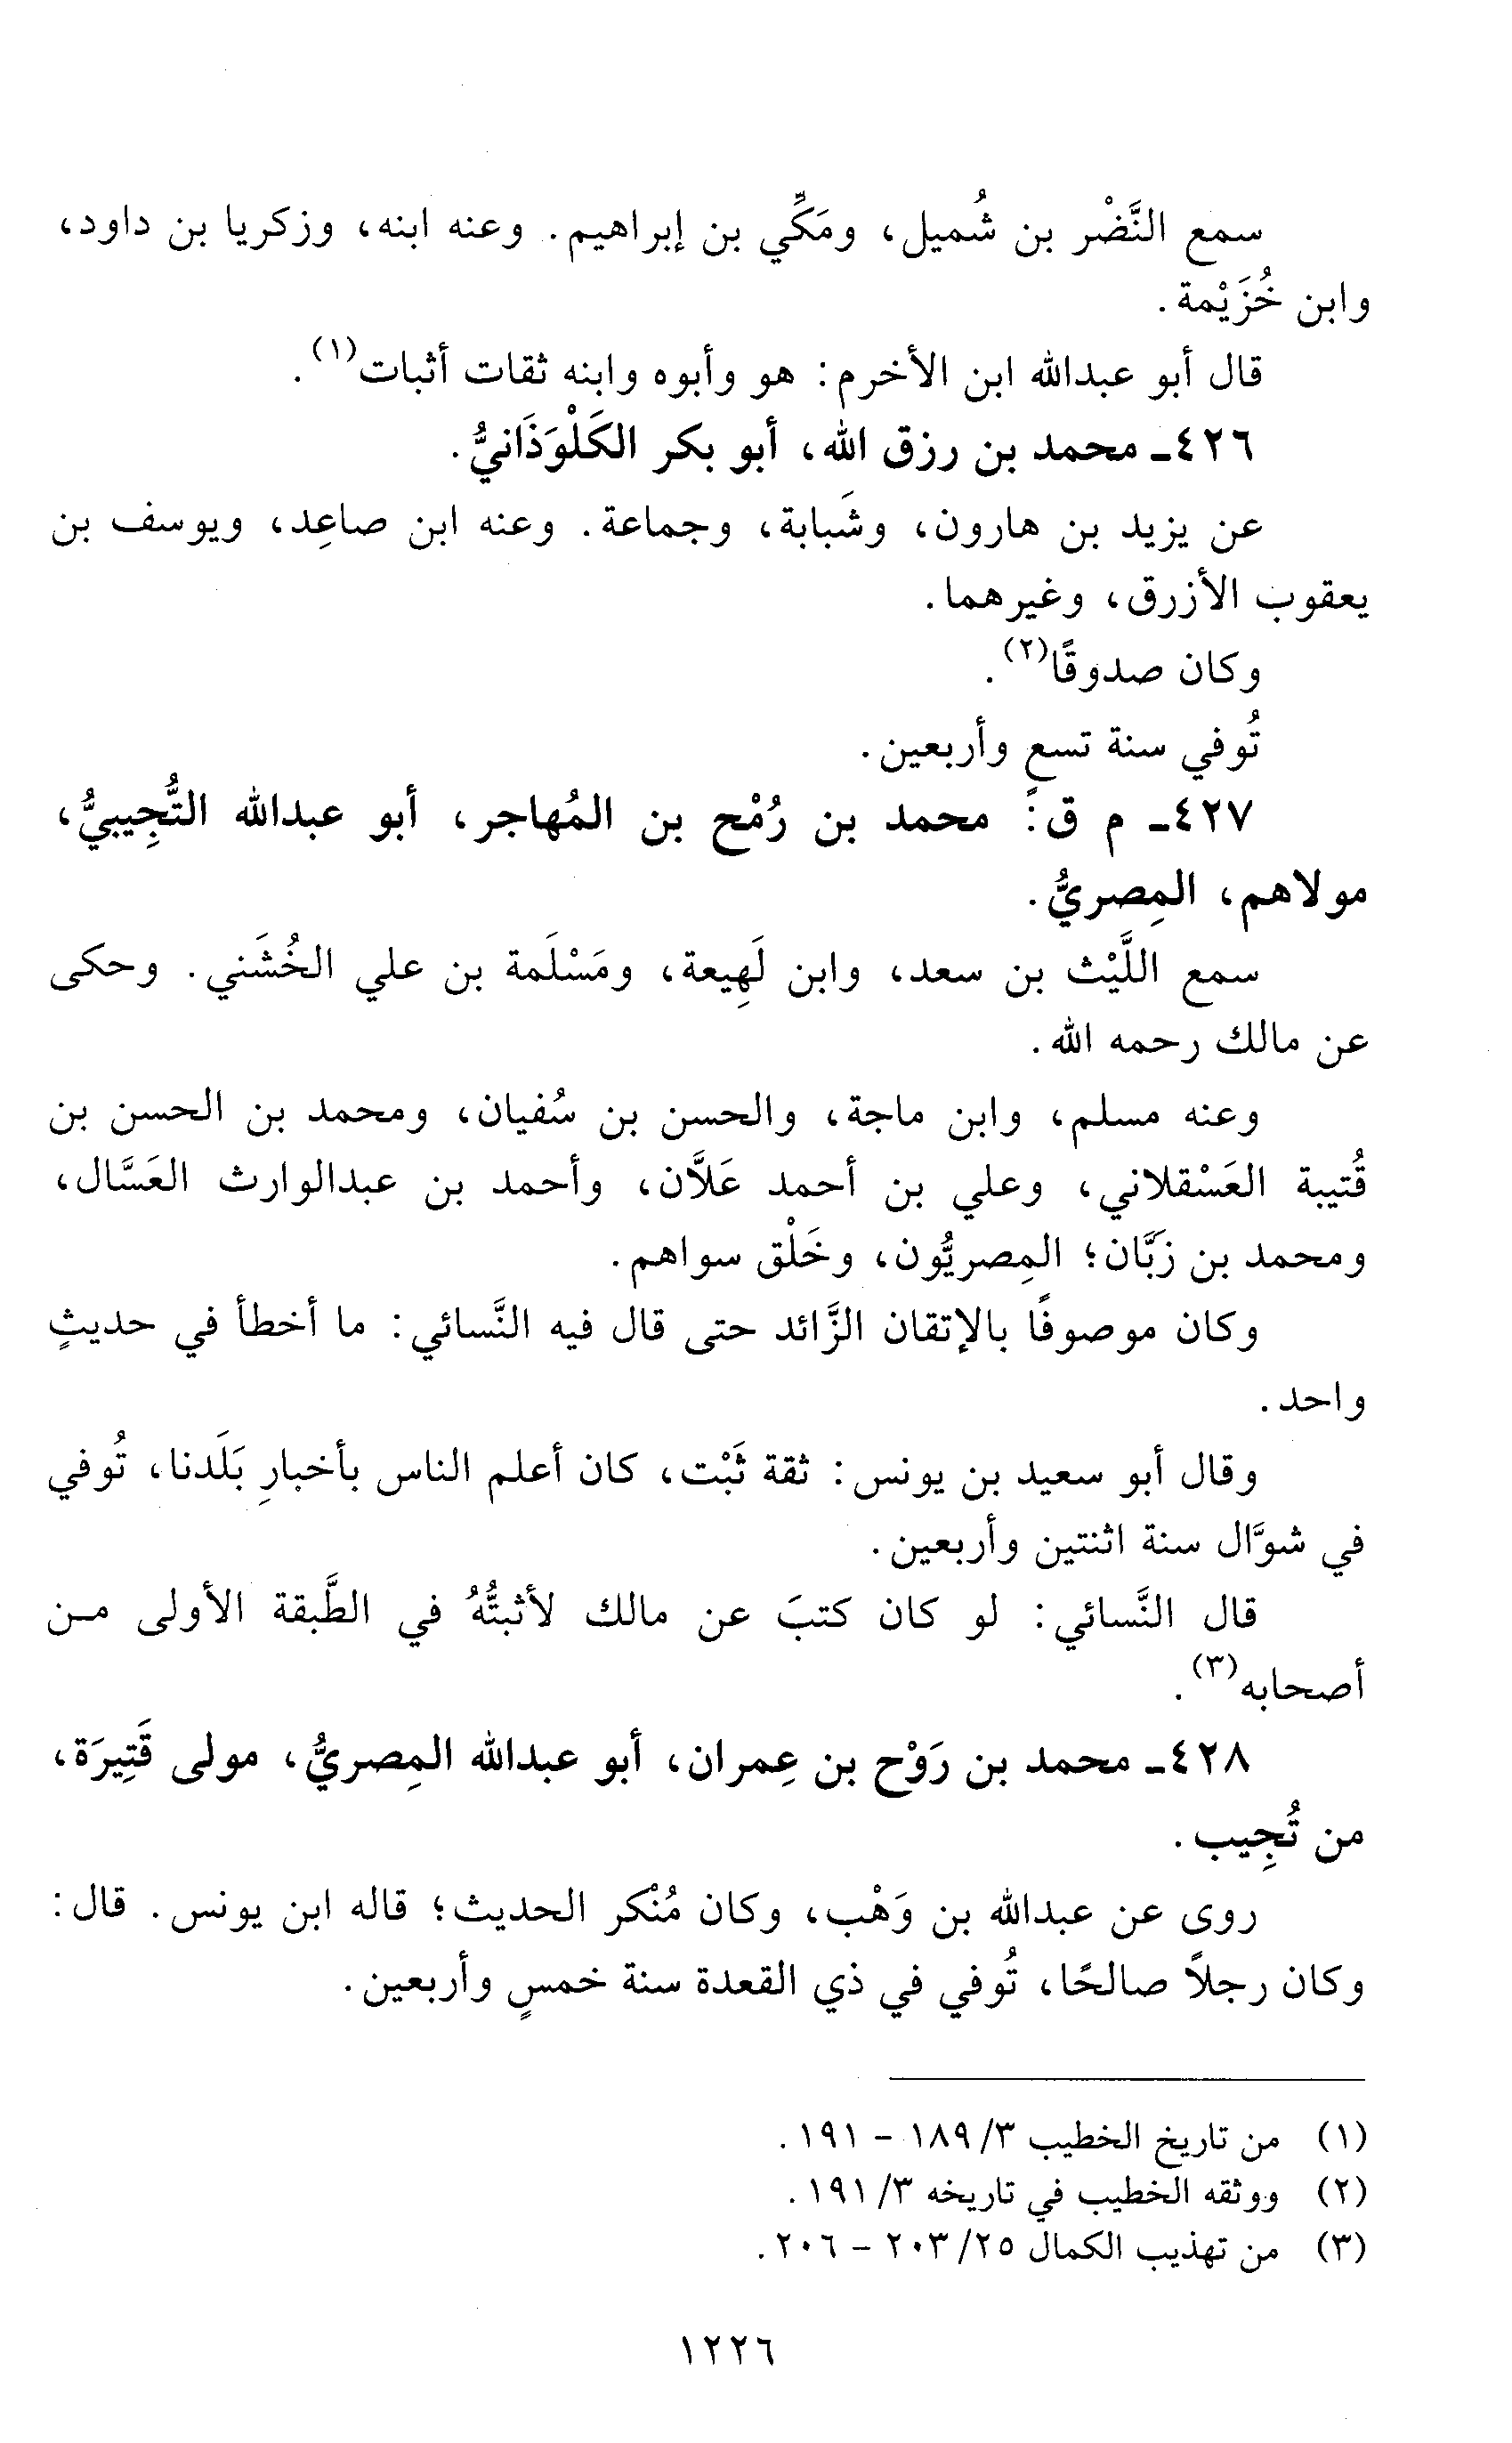 سمع النَّضْر بن شُميل، ومَكِّي بن إبراهيم. وعنه ابنه، وزكريا بن داود،
وابن خُزَيْمة.
قال أبو عبدالله ابن الأخرم: هو وأبوه وابنه ثقات أثبات(١).
٤٢٦ـ محمد بن رزق الله، أبو بكر الكَلْوَذَانيُّ.
عن يزيد بن هارون، وشَبابة، وجماعة. وعنه ابن صاعِد، ويوسف بن
يعقوب الأزرق، وغيرهما.
وكان صدوقًا(٢).
تُوفي سنة تسع وأربعين.
٤٢٧ـ م ق: محمد بن رُمْح بن المُهاجر، أبو عبدالله التُّجِيبيُّ،
مولاهم، المِصريُّ.
سمع اللَّيْث بن سعد، وابن لَهِيعة، ومَسْلَمة بن علي الخُشَني. وحكى
عن مالك رحمه الله.
وعنه مسلم، وابن ماجة، والحسن بن سُفيان، ومحمد بن الحسن بن
قُتيبة العَسْقلاني، وعلي بن أحمد عَلَّان، وأحمد بن عبدالوارث العَسَّال،
ومحمد بن زَبَّان؛ المِصريُّون، وخَلْق سواهم.
وكان موصوفًا بالإتقان الزَّائد حتى قال فيه النَّسائي: ما أخطأ في حديثٍ
واحد.
وقال أبو سعيد بن يونس: ثقة ثَبْت، كان أعلم الناس بأخبارِ بَلَدنا، تُوفي
في شوَّال سنة اثنتين وأربعين.
قال النَّسائي: لو كان كتبَ عن مالك لأثبتُّهُ في الطَّبقة الأولى من
أصحابه(٣).
٤٢٨ـ محمد بن رَوْح بن عِمران، أبو عبدالله المِصريُّ، مولى قَتِيرَة،
من تُجِيب.
روى عن عبدالله بن وَهْب، وكان مُنْكر الحديث؛ قاله ابن يونس. قال:
وكان رجلاً صالحًا، تُوفي في ذي القعدة سنة خمسٍ وأربعين.
(١) من تاريخ الخطيب ٣/ ١٨٩ - ١٩١.
(٢) ووثقه الخطيب في تاريخه ٣/ ١٩١.
(٣) من تهذيب الكمال ٢٥/ ٢٠٣ - ٢٠٦.
١٢٢٦